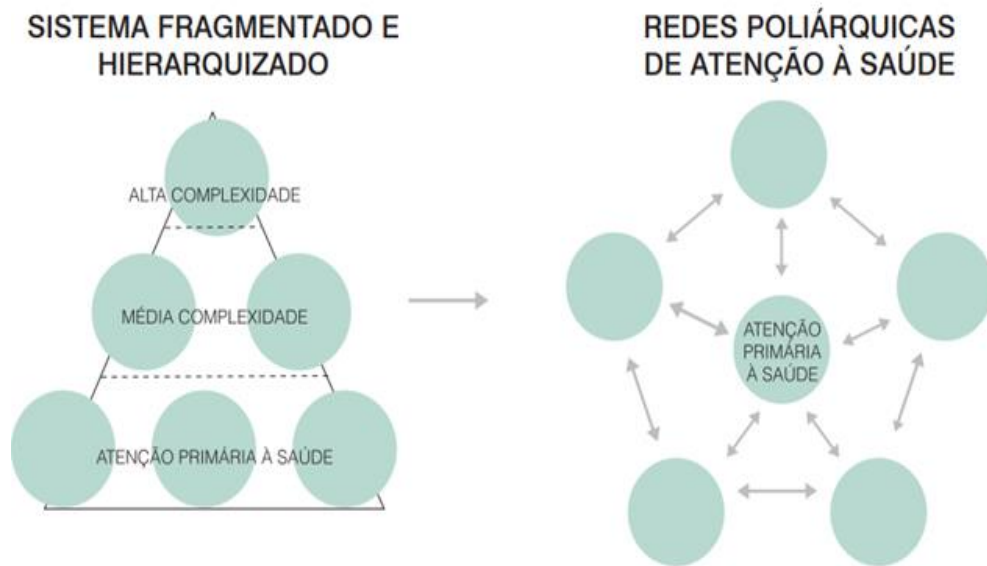 SISTEMA FRAGMENTADO E
HIERARQUIZADO
ALTA COMPLEXIDADE
MÉDIA COMPLEXIDADE
ATENÇÃO PRIMÁRIA À SAÚDE
REDES POLIÁRQUICAS
DE ATENÇÃO À SAÚDE
ATENÇÃO
PRIMÁRIA
À SAÚDE